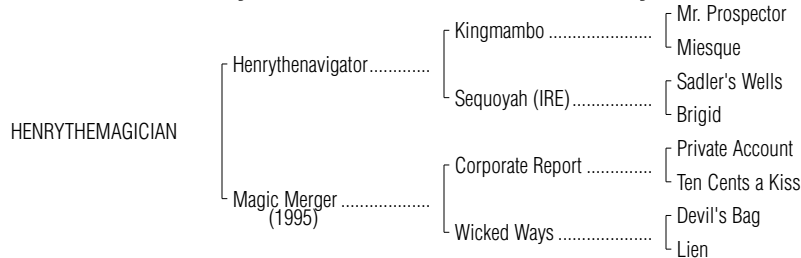 Mr. Prospector
Kingmambo ......................
Miesque
Henrythenavigator.............
Sadler's Wells
Sequoyah (IRE).................
Brigid
HENRYTHEMAGICIAN
Private Account
Corporate Report ..............
Ten Cents a Kiss
Magic Merger ...................
(1995)
Devil's Bag
Wicked Ways ....................
Lien